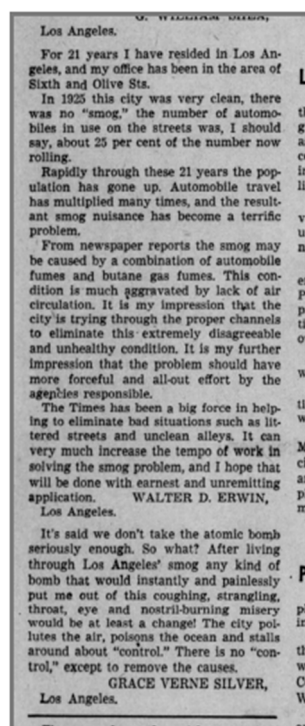 G. WILLIAM SHEA,
Los Angeles.
For 21 years I have resided in Los An-
geles, and my office has been in the area of
Sixth and Olive Sts.
In 1925 this city was very clean, there
was no "smog," the number of automo-
biles in use on the streets was, I should
say, about 25 per cent of the number now
rolling.
Rapidly through these 21 years the pop-
ulation has gone up. Automobile travel
has multiplied many times, and the result-
ant smog nuisance has become a terrific
problem.
From newspaper reports the smog may
be caused by a combination of automobile
fumes and butane gas fumes. This con-
dition is much aggravated by lack of air
circulation. It is my impression that the
city is trying through the proper channels
to eliminate this extremely disagreeable
and unhealthy condition. It is my further
impression that the problem should have
more forceful and all-out effort by the
agencies responsible.
The Times has been a big force in help-
ing to eliminate bad situations such as lit-
tered streets and unclean alleys. It can
very much increase the tempo of work in
solving the smog problem, and I hope that
will be done with earnest and unremitting
application. WALTER D. ERWIN,
Los Angeles.
It's said we don't take the atomic bomb
seriously enough. So what? After living
through Los Angeles' smog any kind of
bomb that would instantly and painlessly
put me out of this coughing, strangling,
throat, eye and nostril-burning misery
would be at least a change! The city pol-
lutes the air, poisons the ocean and stalls
around about "control." There is no "con-
trol," except to remove the causes.
GRACE VERNE SILVER,
Los Angeles.